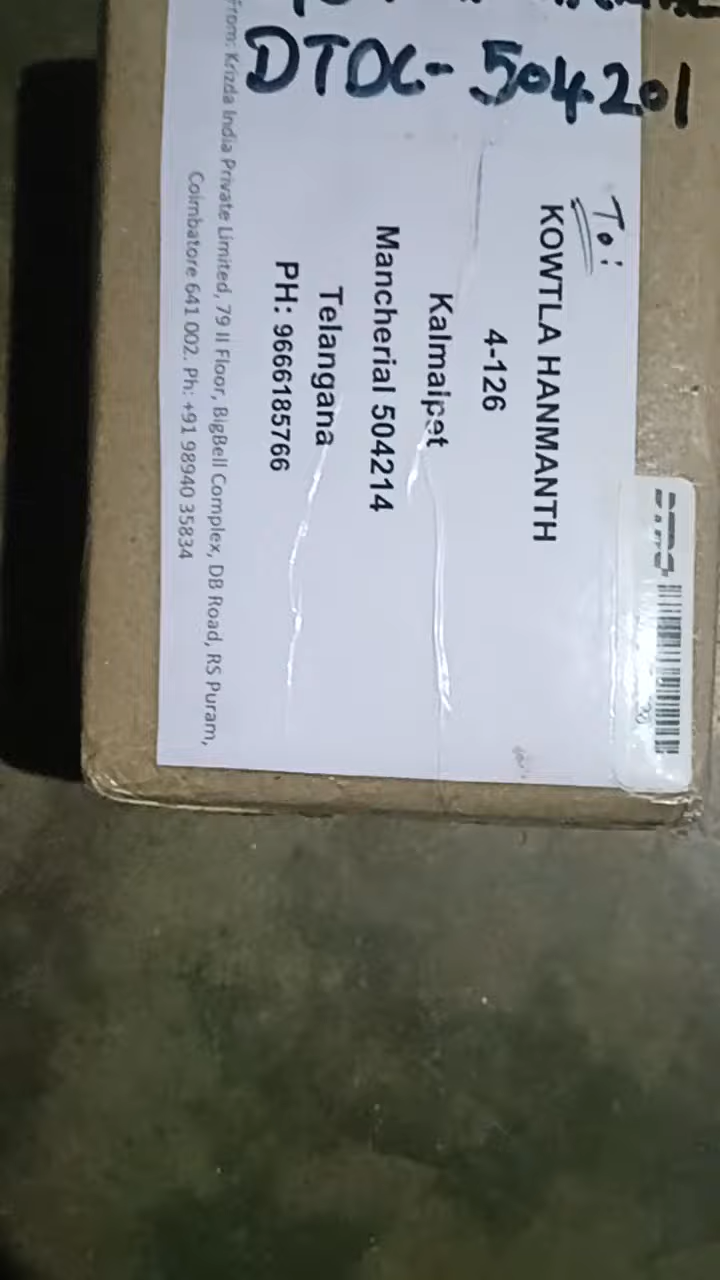 DTDC- 504201
To:
KOWTLA HANMANTH
4-126
Kalmalpet
Mancherial 504214
Telangana
PH: 9666185766
From: Krizda India Private Limited, 79 II Floor, BigBell Complex, DB Road, RS Puram,
Coimbatore 641 002. Ph: +91 98940 35834